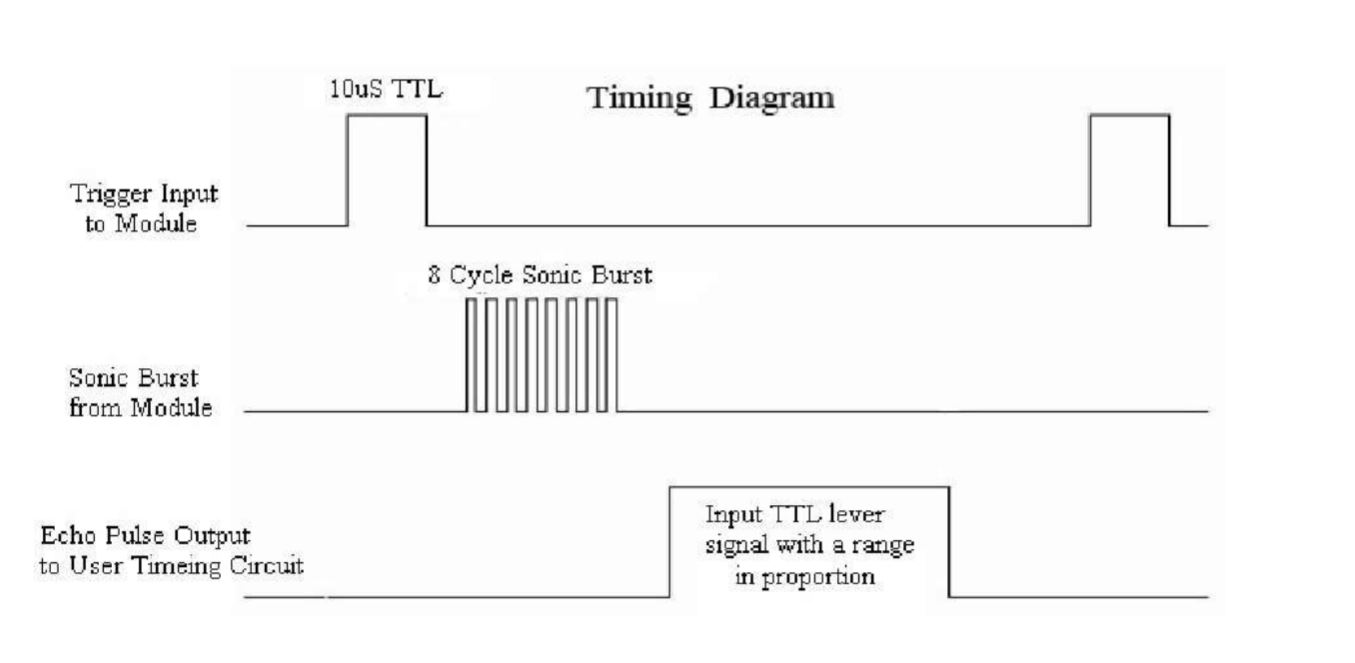 10uS TTL
Timing Diagram
Trigger Input
to Module
8 Cycle Sonic Burst
Sonic Burst
from Module
Echo Pulse Output
to User Timeing Circuit
Input TTL lever
signal with a range
in proportion